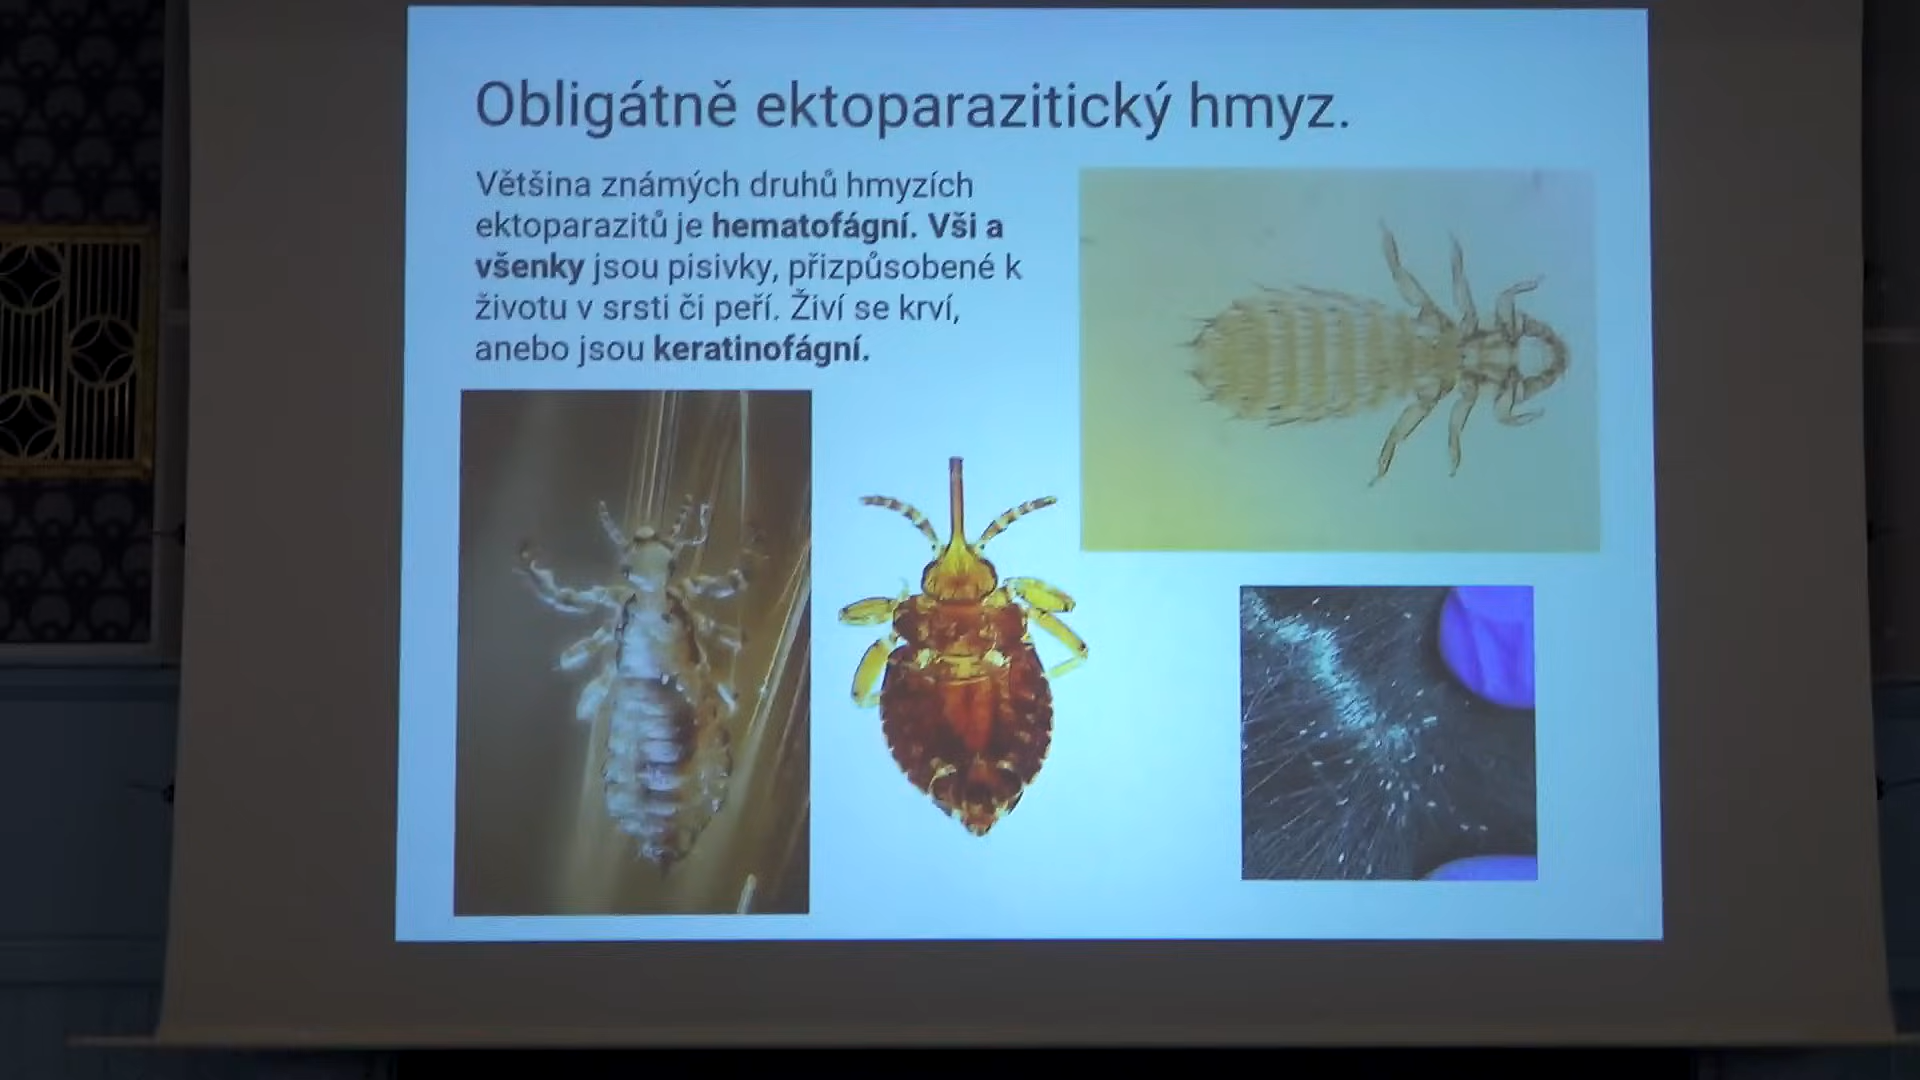 Obligátně ektoparazitický hmyz.
Většina známých druhů hmyzích
ektoparazitů je hematofágní. Vši a
všenky jsou pisivky, přizpůsobené k
životu v srsti či peří. Živí se krví,
anebo jsou keratinofágní.